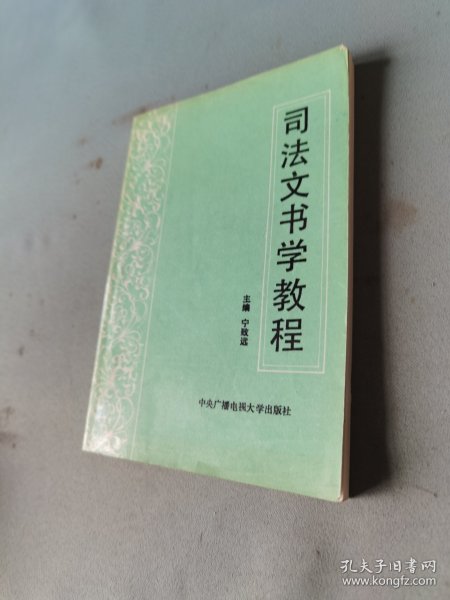 司法文书学教程
主编 宁致远
中央广播电视大学出版社
孔夫子旧书网
www.kongfz.com